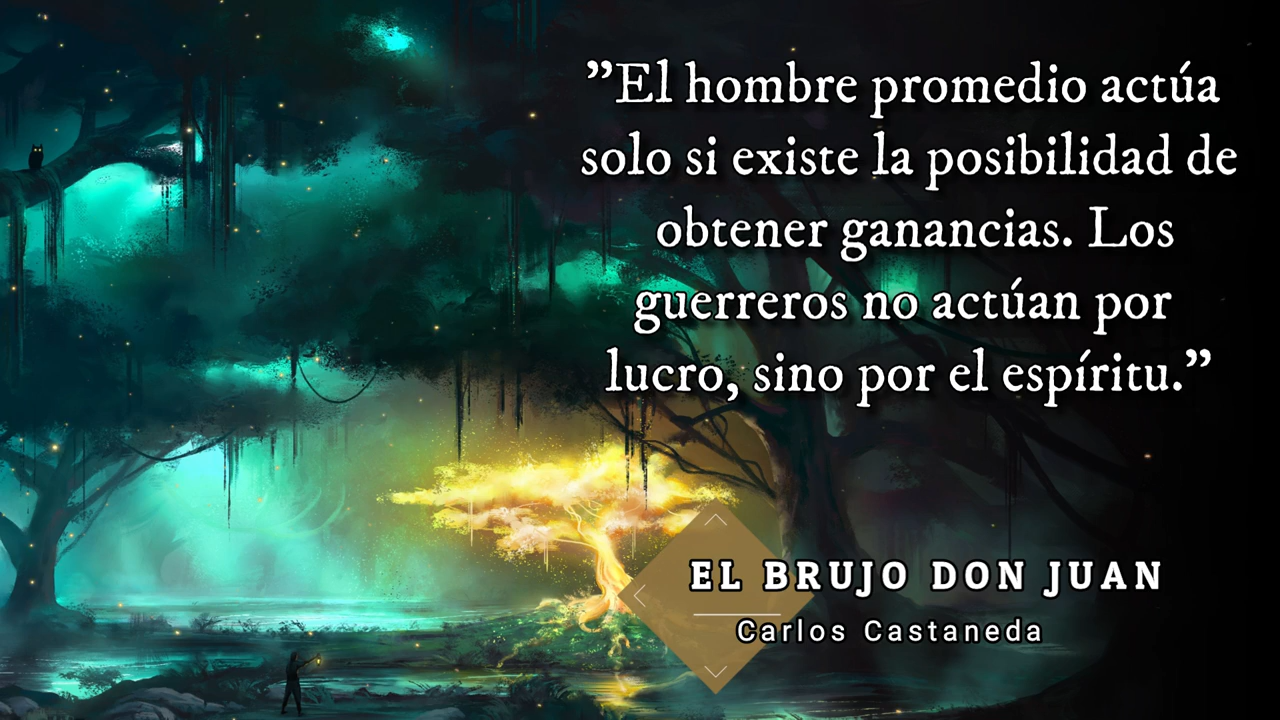 ”El hombre promedio actúa
solo si existe la posibilidad de
obtener ganancias. Los
guerreros no actúan por
lucro, sino por el espíritu.”
EL BRUJO DON JUAN
Carlos Castaneda